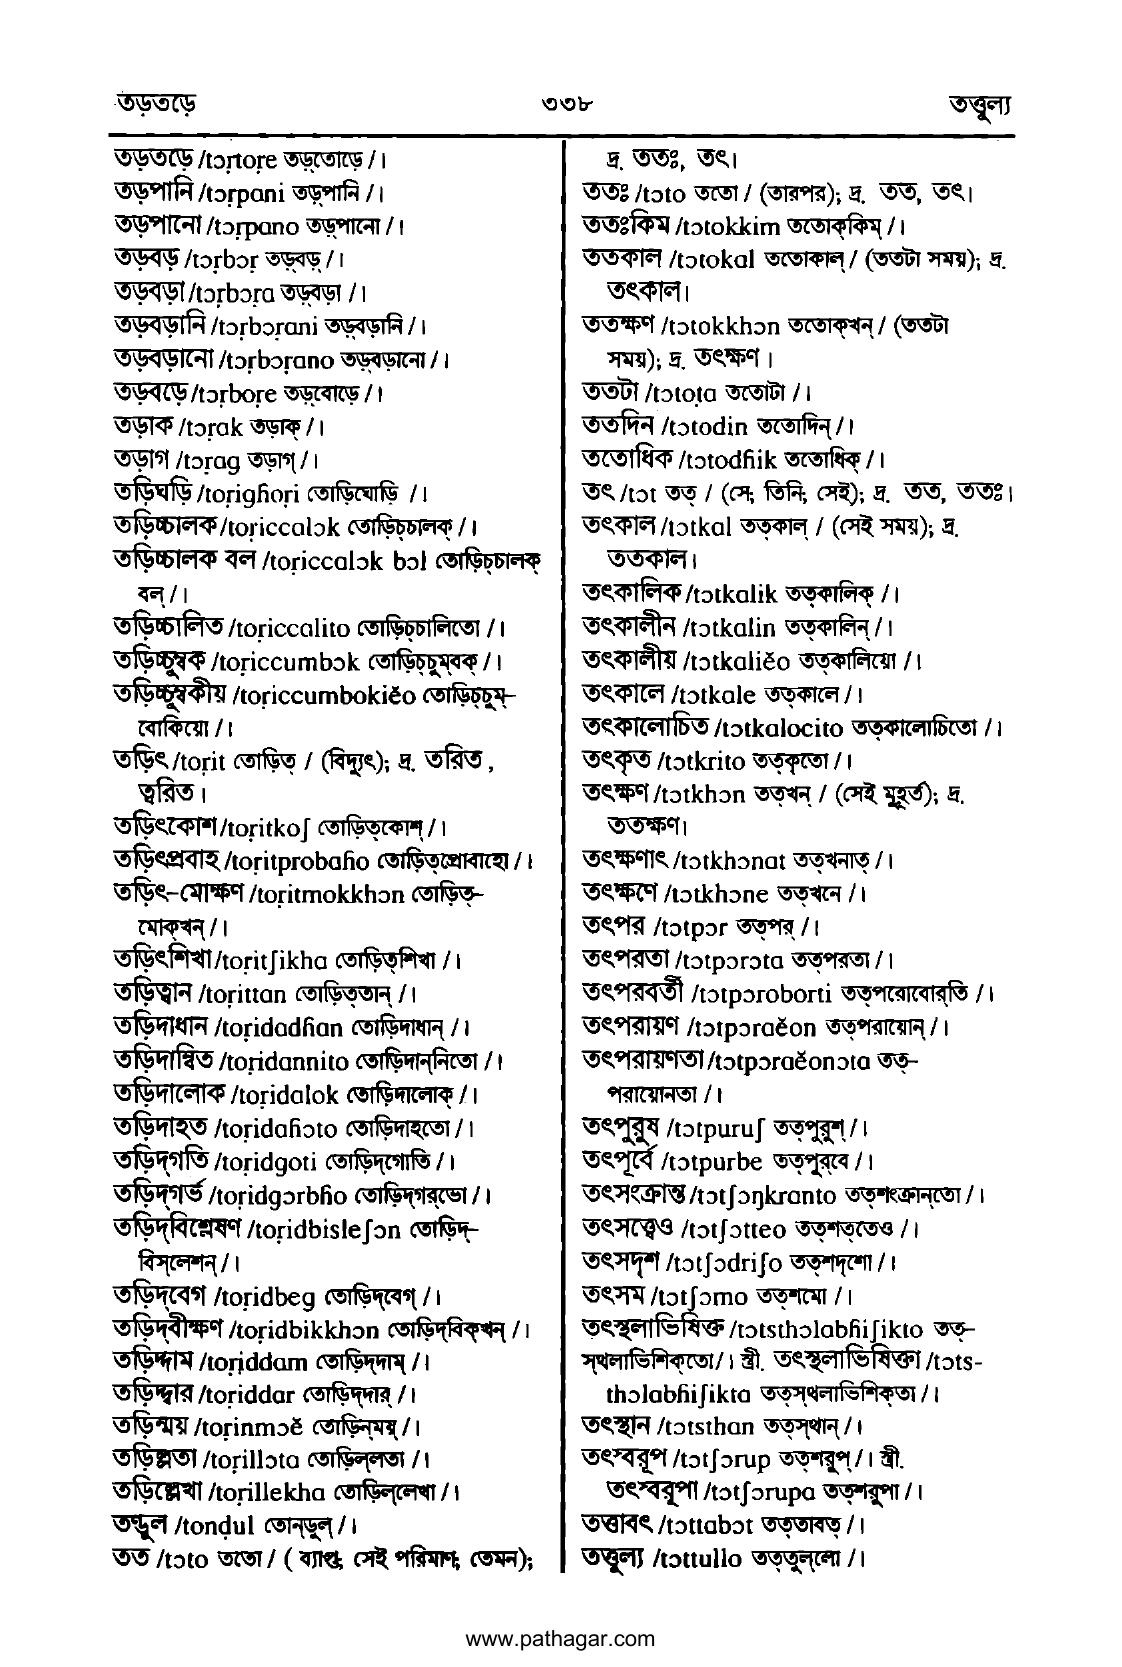 তড়তড়ে ৩৩৮ তত্তুল্য
তড়তড়ে /tɔṛtoṛe তড়্‌তোড়ে / ।
তড়পানি /tɔṛpani তড়্‌পানি / ।
তড়পানো /tɔṛpano তড়্‌পানো / ।
তড়বড় /tɔṛbɔṛ তড়্‌বড়্‌ / ।
তড়বড়া /tɔṛbɔṛa তড়্‌বড়া / ।
তড়বড়ানি /tɔṛbɔṛani তড়্‌বড়ানি / ।
তড়বড়ানো /tɔṛbɔṛano তড়্‌বড়ানো / ।
তড়বড়ে /tɔṛboṛe তড়্‌বোড়ে / ।
তড়াক /tɔṛak তড়াক্‌ / ।
তড়াগ /tɔṛag তড়াগ্‌ / ।
তড়িঘড়ি /toṛighoṛi তোড়িঘোড়ি / ।
তড়িচ্চালক /toṛiccalɔk তোড়িচ্‌চালক্‌ / ।
তড়িচ্চালক বল /toṛiccalɔk bɔl তোড়িচ্‌চালক্‌
বল্‌ / ।
তড়িচ্চালিত /toṛiccalito তোড়িচ্‌চালিতো / ।
তড়িচ্চুম্বক /toṛiccumbɔk তোড়িচ্‌চুম্‌বক্‌ / ।
তড়িচ্চুম্বকীয় /toṛiccumbokiĕo তোড়িচ্‌চুম্‌–
বোকিয়ো / ।
তড়িৎ /toṛit তোড়িত্‌ / (বিদ্যুৎ); দ্র. তরিত ,
ত্বরিত ।
তড়িৎকোশ /toṛitkoʃ তোড়িত্‌কোশ্‌ / ।
তড়িৎপ্রবাহ /toṛitprobaɦo তোড়িত্‌প্রোবাহো / ।
তড়িৎ–মোক্ষণ /toṛitmokkhɔn তোড়িত্‌–
মোক্‌খন্‌ / ।
তড়িৎশিখা /toṛitʃikha তোড়িত্‌শিখা / ।
তড়িত্বান /toṛittan তোড়িত্‌তান্‌ / ।
তড়িদাধান /toṛidadɦan তোড়িদাধান্‌ / ।
তড়িদান্বিত /toṛidannito তোড়িদান্‌নিতো / ।
তড়িদালোক /toṛidalok তোড়িদালোক্‌ / ।
তড়িদাহত /toṛidaɦɔto তোড়িদাহতো / ।
তড়িদ্‌গতি /toṛidgoti তোড়িদ্‌গোতি / ।
তড়িদ্‌গর্ভ /toṛidgɔrbɦo তোড়িদ্‌গর্‌ভো / ।
তড়িদ্‌বিশ্লেষণ /toṛidbisleʃɔn তোড়িদ্‌–
বিস্‌লেশন্‌ / ।
তড়িদ্‌বেগ /toṛidbeg তোড়িদ্‌বেগ্‌ / ।
তড়িদ্‌বীক্ষণ /toṛidbikkhɔn তোড়িদ্‌বিক্‌খন্‌ / ।
তড়িদ্দাম /toṛiddam তোড়িদ্‌দাম্‌ / ।
তড়িদ্দ্বার /toṛiddar তোড়িদ্‌দার্‌ / ।
তড়িন্ময় /toṛinmɔĕ তোড়িন্‌ময়্‌ / ।
তড়িল্লতা /toṛillɔta তোড়িল্‌লতা / ।
তড়িল্লেখা /toṛillekha তোড়িল্‌লেখা / ।
তণ্ডুল /tonḍul তোন্‌ডুল্‌ / ।
তত /tɔto ততো / ( ব্যাপ্ত; সেই পরিমাণ; তেমন);
দ্র. ততঃ, তৎ।
ততঃ /tɔto ততো / (তারপর); দ্র. তত, তৎ।
ততঃকিম /tɔtokkim ততোক্‌কিম্‌ / ।
ততকাল /tɔtokal ততোকাল্‌ / (ততটা সময়); দ্র.
তৎকাল।
ততক্ষণ /tɔtokkhɔn ততোক্‌খন্‌ / (ততটা
সময়); দ্র. তৎক্ষণ ।
ততটা /tɔtoṭa ততোটা / ।
ততদিন /tɔtodin ততোদিন্‌ / ।
ততোধিক /tɔtodɦik ততোধিক্‌ / ।
তৎ /tɔt তত্‌ / (সে; তিনি; সেই); দ্র. তত, ততঃ।
তৎকাল /tɔtkal তত্‌কাল্‌ / (সেই সময়); দ্র.
ততকাল।
তৎকালিক /tɔtkalik তত্‌কালিক্‌ / ।
তৎকালীন /tɔtkalin তত্‌কালিন্‌ / ।
তৎকালীয় /tɔtkaliĕo তত্‌কালিয়ো / ।
তৎকালে /tɔtkale তত্‌কালে / ।
তৎকালোচিত /tɔtkalocito তত্‌কালোচিতো / ।
তৎকৃত /tɔtkrito তত্‌কৃতো / ।
তৎক্ষণ /tɔtkhɔn তত্‌খন্‌ / (সেই মুহূর্ত); দ্র.
ততক্ষণ।
তৎক্ষণাৎ /tɔtkhɔnat তত্‌খনাত্‌ / ।
তৎক্ষণে /tɔtkhɔne তত্‌খনে / ।
তৎপর /tɔtpɔr তত্‌পর্‌ / ।
তৎপরতা /tɔtpɔrɔta তত্‌পরতা / ।
তৎপরবর্তী /tɔtpɔroborti তত্‌পরোবোর্‌তি / ।
তৎপরায়ণ /tɔtpɔraĕon তত্‌পরায়োন্‌ / ।
তৎপরায়ণতা /tɔtpɔraĕonɔta তত্‌–
পরায়োনতা / ।
তৎপুরুষ /tɔtpuruʃ তত্‌পুরুশ্‌ / ।
তৎপূর্বে /tɔtpurbe তত্‌পুর্‌বে / ।
তৎসংক্রান্ত /tɔtʃɔŋkranto তত্‌শংক্রান্‌তো / ।
তৎসত্ত্বেও /tɔtʃɔtteo তত্‌শত্‌তেও / ।
তৎসদৃশ /tɔtʃɔdriʃo তত্‌শদ্‌শো / ।
তৎসম /tɔtʃɔmo তত্‌শমো / ।
তৎস্থলাভিষিক্ত /tɔtsthɔlabɦiʃikto তত্‌–
স্‌থলাভিশিক্‌তো/ । স্ত্রী. তৎস্থলাভিষিক্তা /tɔts-
thɔlabɦiʃikta তত্‌স্‌থলাভিশিক্‌তা / ।
তৎস্থান /tɔtsthan তত্‌স্‌থান্‌ / ।
তৎস্বরূপ /tɔtʃɔrup তত্‌শরূপ্‌ / । স্ত্রী.
তৎস্বরূপা /tɔtʃɔrupa তত্‌শরূপা / ।
তত্তাবৎ /tɔttabɔt তত্‌তাবত্‌ / ।
তত্তুল্য /tɔttullo তত্‌তুল্‌লো / ।
www.pathagar.com